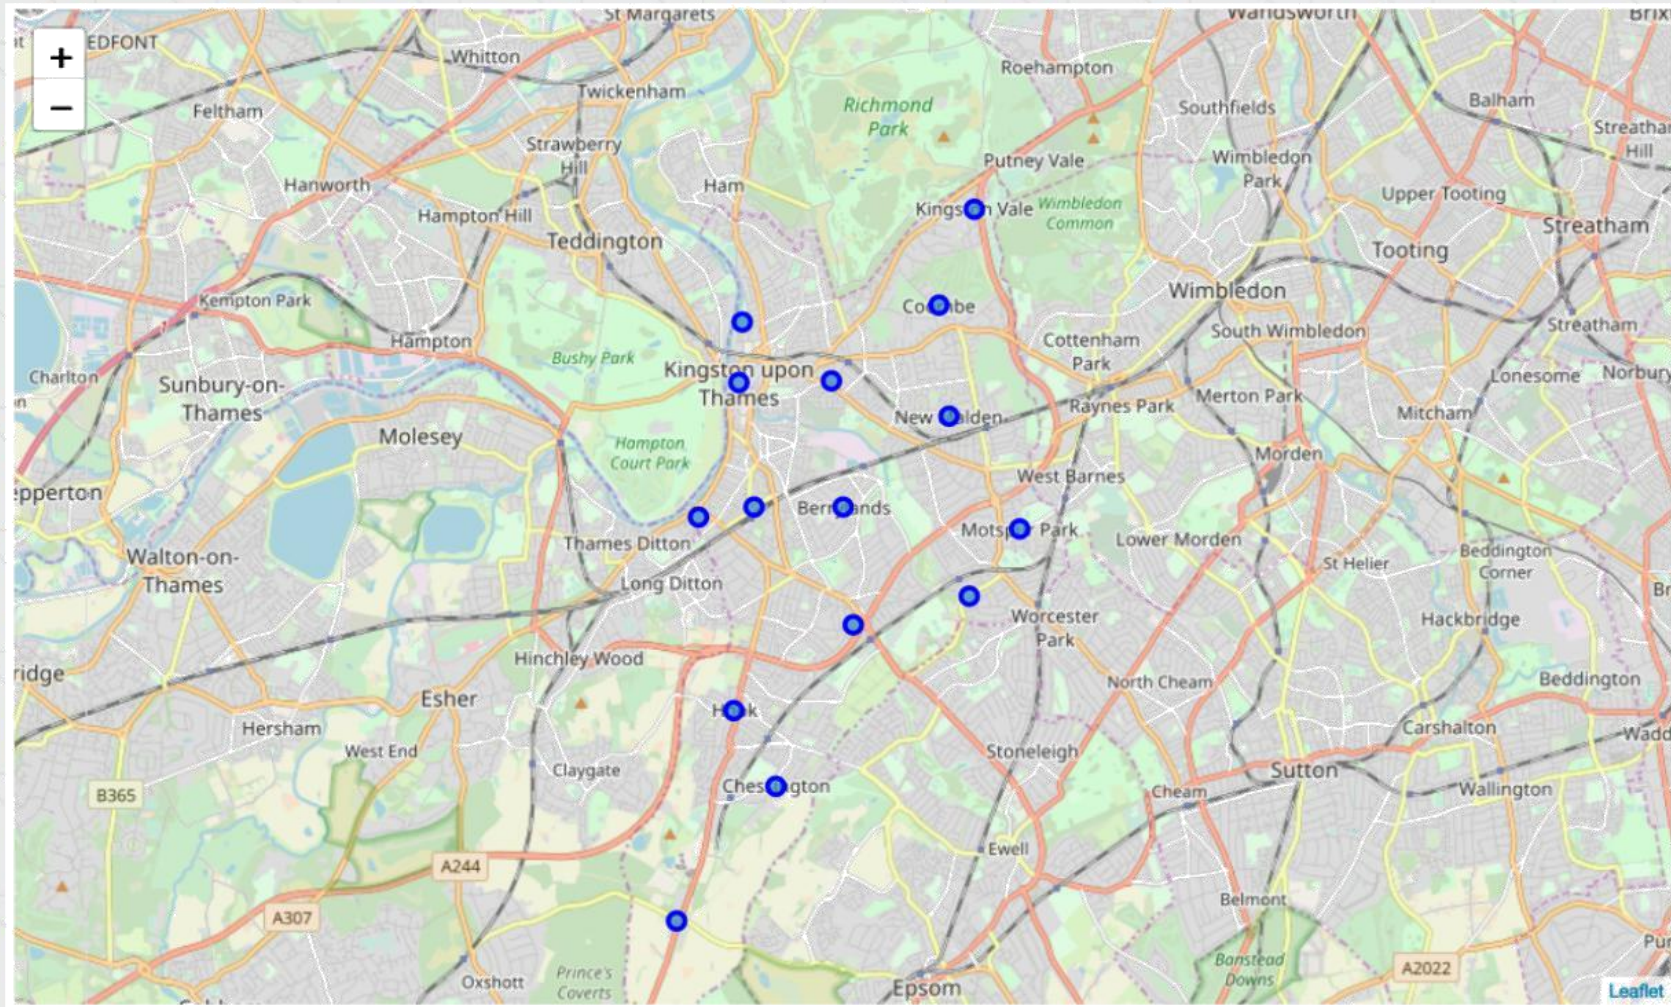 +
−
EDFONT
St Margarets
Wandsworth
Whitton
Roehampton
Twickenham
Feltham
Richmond
Park
Southfields
Balham
Strawberry
Hill
Putney Vale
Wimbledon
Park
Hill
Hanworth
Ham
Upper Tooting
Hampton Hill
Wimbledon
Common
Streatham
Teddington
Tooting
Kempton Park
Wimbledon
Hampton
Bushy Park
Cottenham
Park
South Wimbledon
Streatham
Charlton
Sunbury-on-
Thames
Kingston upon
Thames
Lonesome
Norbury
Raynes Park
Merton Park
Mitcham
Molesey
Hampton
Court Park
Morden
epperton
West Barnes
Thames Ditton
Lower Morden
Walton-on-
Thames
Long Ditton
St Helier
Beddington
Corner
Worcester
Park
Hackbridge
ridge
Hinchley Wood
Esher
North Cheam
Beddington
Hersham
West End
Stoneleigh
Carshalton
Wadd
Claygate
Sutton
B365
Cheam
Wallington
Ewell
A244
A307
Belmont
Oxshott
Prince's
Coverts
Epsom
Banstead
Downs
A2022
Pur
Leaflet